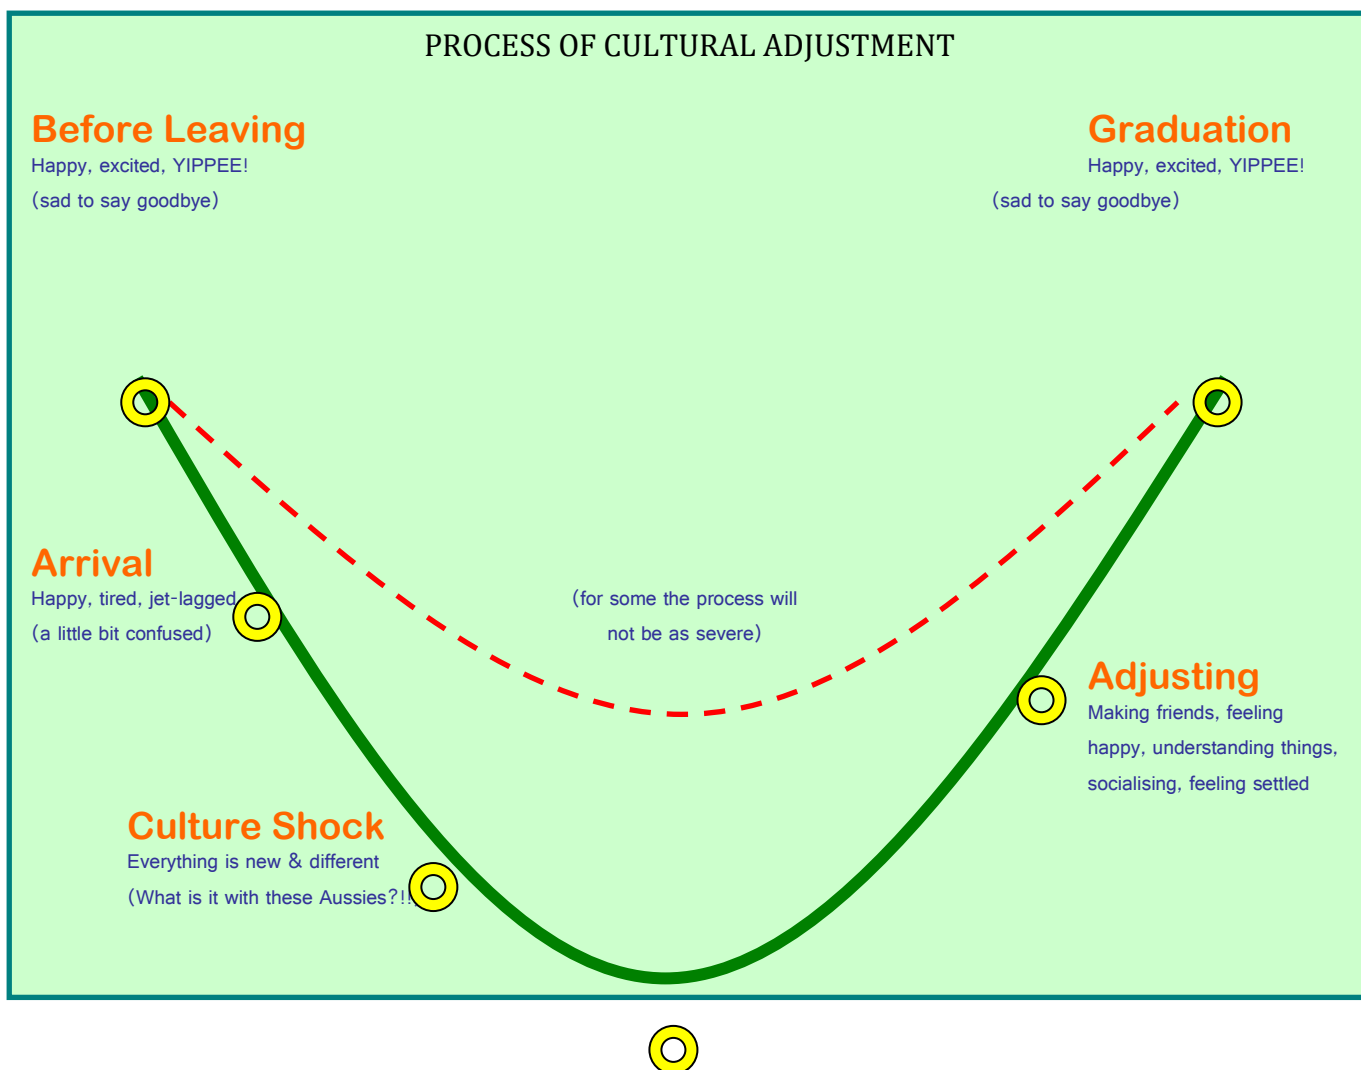 PROCESS OF CULTURAL ADJUSTMENT
Before Leaving
Happy, excited, YIPPEE!
(sad to say goodbye)
Graduation
Happy, excited, YIPPEE!
(sad to say goodbye)
Arrival
Happy, tired, jet-lagged
(a little bit confused)
(for some the process will
not be as severe)
Adjusting
Making friends, feeling
happy, understanding things,
socialising, feeling settled
Culture Shock
Everything is new & different
(What is it with these Aussies?!!